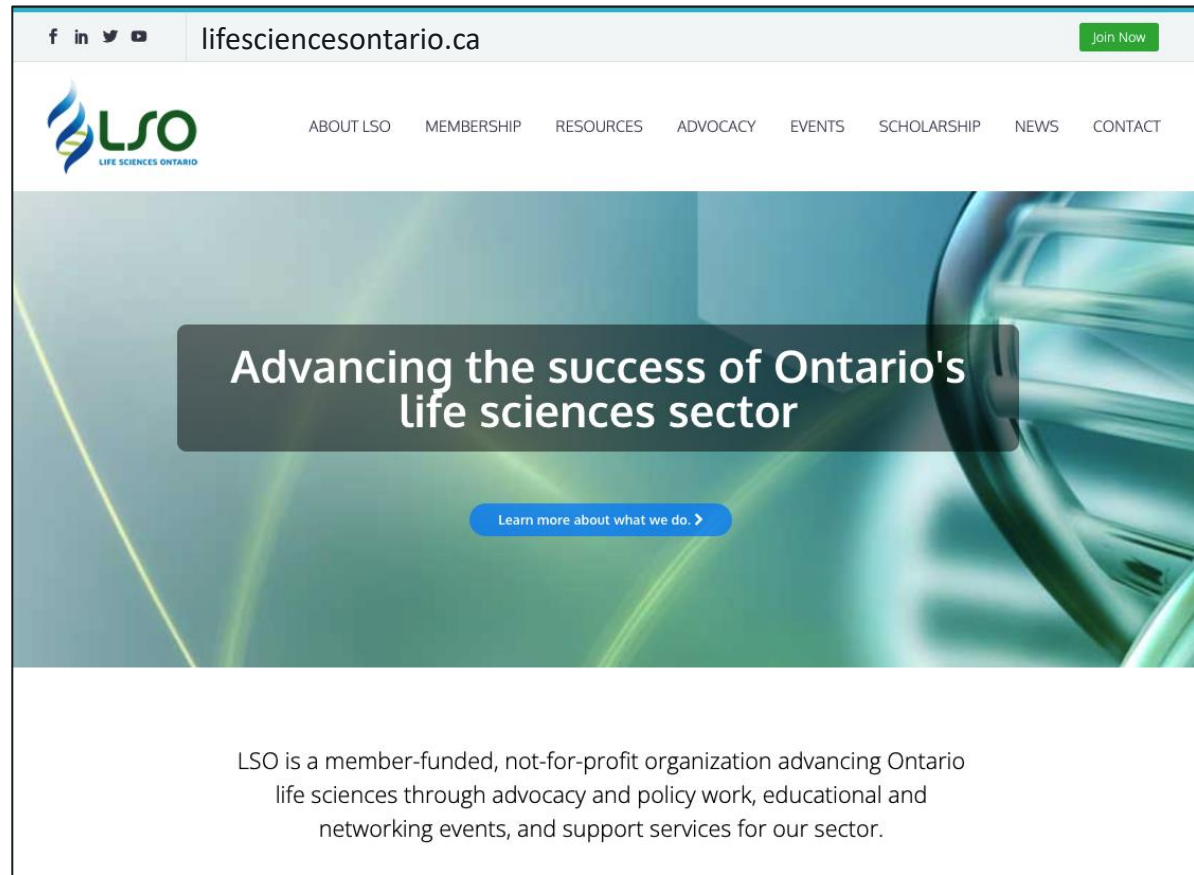 lifesciencesontario.ca
Join Now
LSO
LIFE SCIENCES ONTARIO
ABOUT LSO MEMBERSHIP RESOURCES ADVOCACY EVENTS SCHOLARSHIP NEWS CONTACT
Advancing the success of Ontario's
life sciences sector
Learn more about what we do.
LSO is a member-funded, not-for-profit organization advancing Ontario
life sciences through advocacy and policy work, educational and
networking events, and support services for our sector.